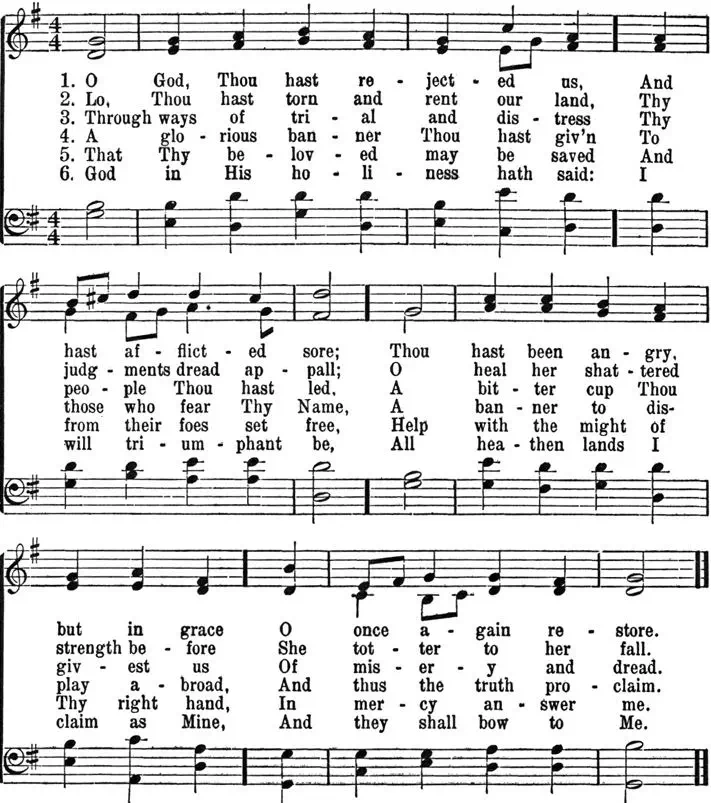 4 4
1. O God, Thou hast re - ject - ed us, And
2. Lo, Thou hast torn and rent our land, Thy
3. Through ways of tri - al and dis - tress Thy
4. A glo - rious ban - ner Thou hast giv'n To
5. That Thy be - lov - ed may be saved And
6. God in His ho - li - ness hath said: I
4 4
hast af - flict - ed sore; Thou hast been an - gry,
judg - ments dread ap - pall; O heal her shat - tered
peo - ple Thou hast led, A bit - ter cup Thou
those who fear Thy Name, A ban - ner to dis-
from their foes set free, Help with the might of
will tri - um - phant be, All hea - then lands I
but in grace O once a - gain re - store.
strength be - fore She tot - ter to her fall.
giv - est us Of mis - er - y and dread.
play a - broad, And thus the truth pro - claim.
Thy right hand, In mer - cy an - swer me.
claim as Mine, And they shall bow to Me.